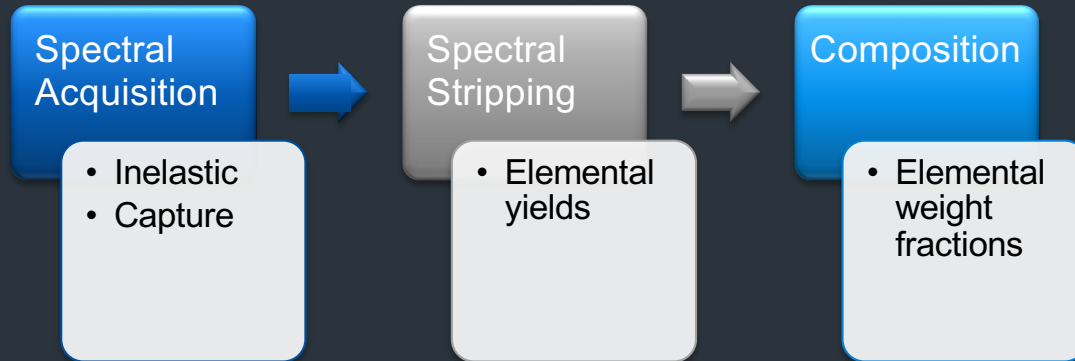 Spectral
Acquisition
• Inelastic
• Capture
Spectral
Stripping
• Elemental
yields
Composition
• Elemental
weight
fractions